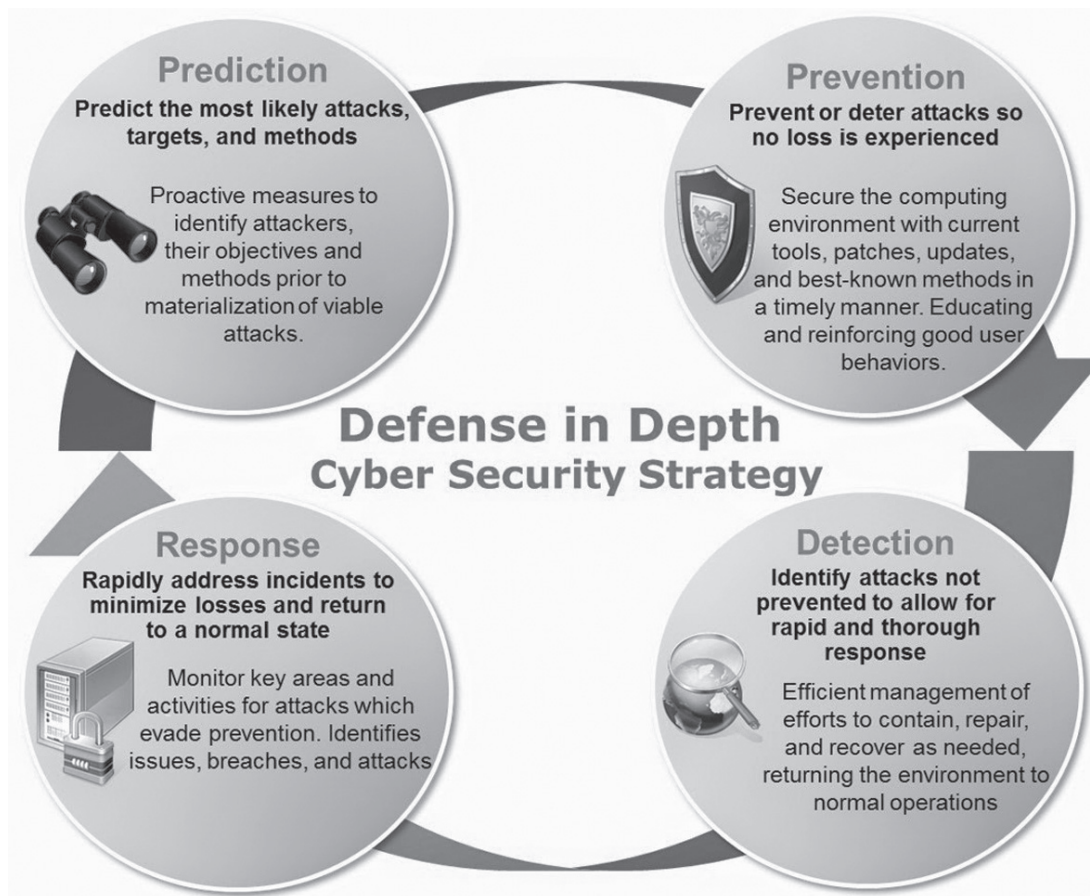 Prediction
Predict the most likely attacks,
targets, and methods
Proactive measures to
identify attackers,
their objectives and
methods prior to
materialization of viable
attacks.
Prevention
Prevent or deter attacks so
no loss is experienced
Secure the computing
environment with current
tools, patches, updates,
and best-known methods in
a timely manner. Educating
and reinforcing good user
behaviors.
Defense in Depth
Cyber Security Strategy
Response
Rapidly address incidents to
minimize losses and return
to a normal state
Monitor key areas and
activities for attacks which
evade prevention. Identifies
issues, breaches, and attacks
Detection
Identify attacks not
prevented to allow for
rapid and thorough
response
Efficient management of
efforts to contain, repair,
and recover as needed,
returning the environment to
normal operations